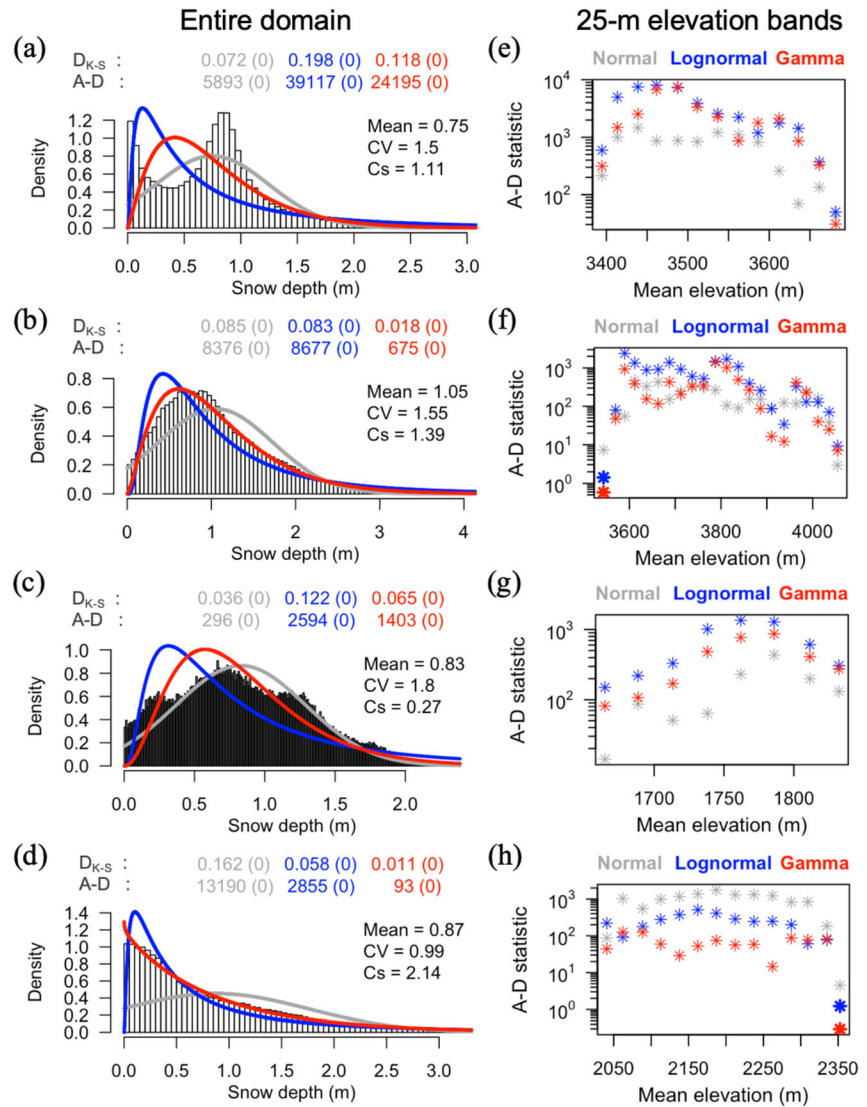 Entire domain
25-m elevation bands
(a)
D_K-S : 0.072 (0) 0.198 (0) 0.118 (0)
A-D : 5893 (0) 39117 (0) 24195 (0)
Density
1.2
1.0
0.8
0.6
0.4
0.2
0.0
Mean = 0.75
CV = 1.5
Cs = 1.11
0.0 0.5 1.0 1.5 2.0 2.5 3.0
Snow depth (m)
(e)
Normal Lognormal Gamma
A-D statistic
10^4
10^3
10^2
3400 3500 3600
Mean elevation (m)
(b)
D_K-S : 0.085 (0) 0.083 (0) 0.018 (0)
A-D : 8376 (0) 8677 (0) 675 (0)
Density
0.8
0.6
0.4
0.2
0.0
Mean = 1.05
CV = 1.55
Cs = 1.39
0 1 2 3 4
Snow depth (m)
(f)
Normal Lognormal Gamma
A-D statistic
10^3
10^2
10^1
10^0
3600 3800 4000
Mean elevation (m)
(c)
D_K-S : 0.036 (0) 0.122 (0) 0.065 (0)
A-D : 296 (0) 2594 (0) 1403 (0)
Density
1.0
0.8
0.6
0.4
0.2
0.0
Mean = 0.83
CV = 1.8
Cs = 0.27
0.0 0.5 1.0 1.5 2.0
Snow depth (m)
(g)
Normal Lognormal Gamma
A-D statistic
10^3
10^2
1700 1750 1800
Mean elevation (m)
(d)
D_K-S : 0.162 (0) 0.058 (0) 0.011 (0)
A-D : 13190 (0) 2855 (0) 93 (0)
Density
1.4
1.2
1.0
0.8
0.6
0.4
0.2
0.0
Mean = 0.87
CV = 0.99
Cs = 2.14
0.0 0.5 1.0 1.5 2.0 2.5 3.0
Snow depth (m)
(h)
Normal Lognormal Gamma
A-D statistic
10^3
10^2
10^1
10^0
2050 2150 2250 2350
Mean elevation (m)